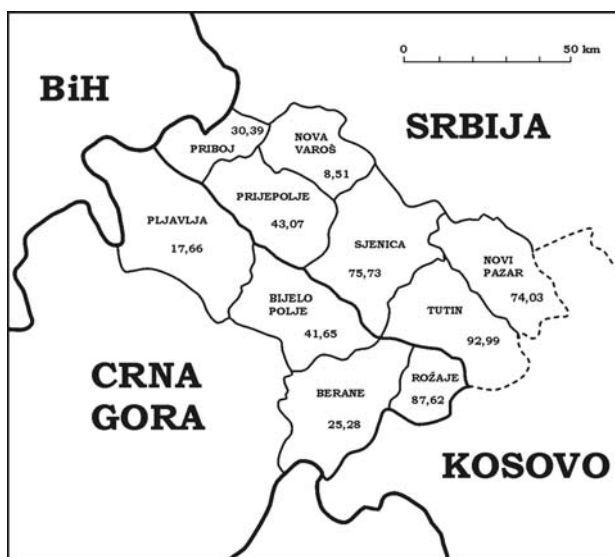 0
50 km
BiH
SRBIJA
30,39
PRIBOJ
NOVA
VAROŠ
8,51
PRIJEPOLJE
43,07
PLJAVLJA
17,66
SJENICA
75,73
NOVI
PAZAR
74,03
BIJELO
POLJE
41,65
TUTIN
92,99
CRNA
GORA
BERANE
25,28
ROŽAJE
87,62
KOSOVO